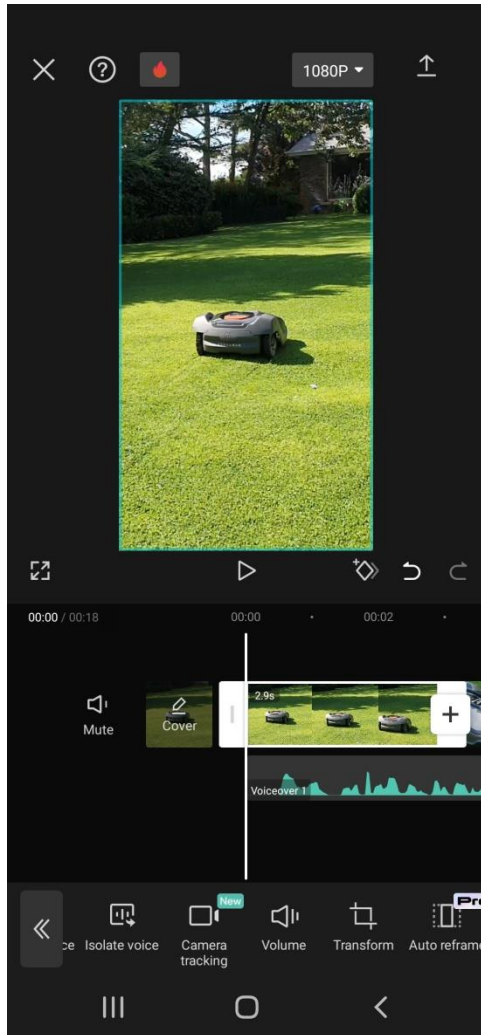 1080P
00:00 / 00:18
00:00
00:02
2.9s
Mute
Cover
Voiceover 1
New
Pro
ce
Isolate voice
Camera
tracking
Volume
Transform
Auto reframe